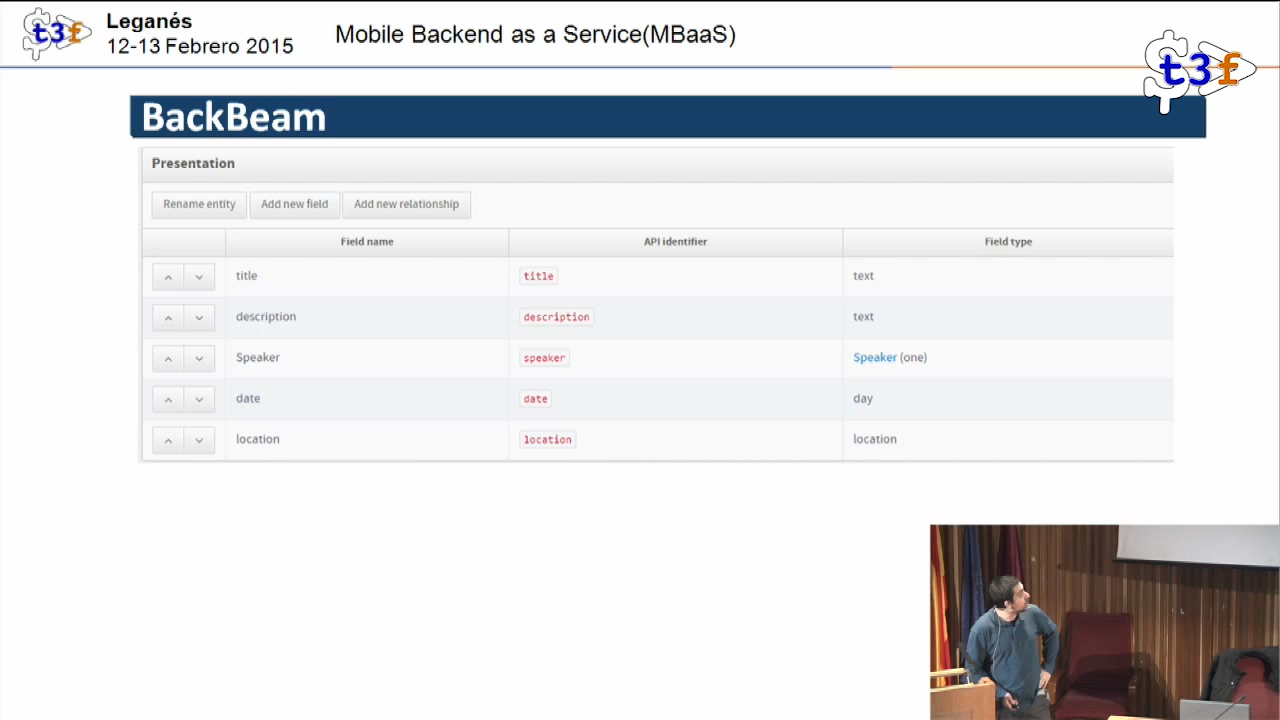 t3f
Leganés
12-13 Febrero 2015
Mobile Backend as a Service(MBaaS)
t3f
BackBeam
Presentation
Rename entity Add new field Add new relationship
Field name API identifier Field type
title title text
description description text
Speaker speaker Speaker (one)
date date day
location location location